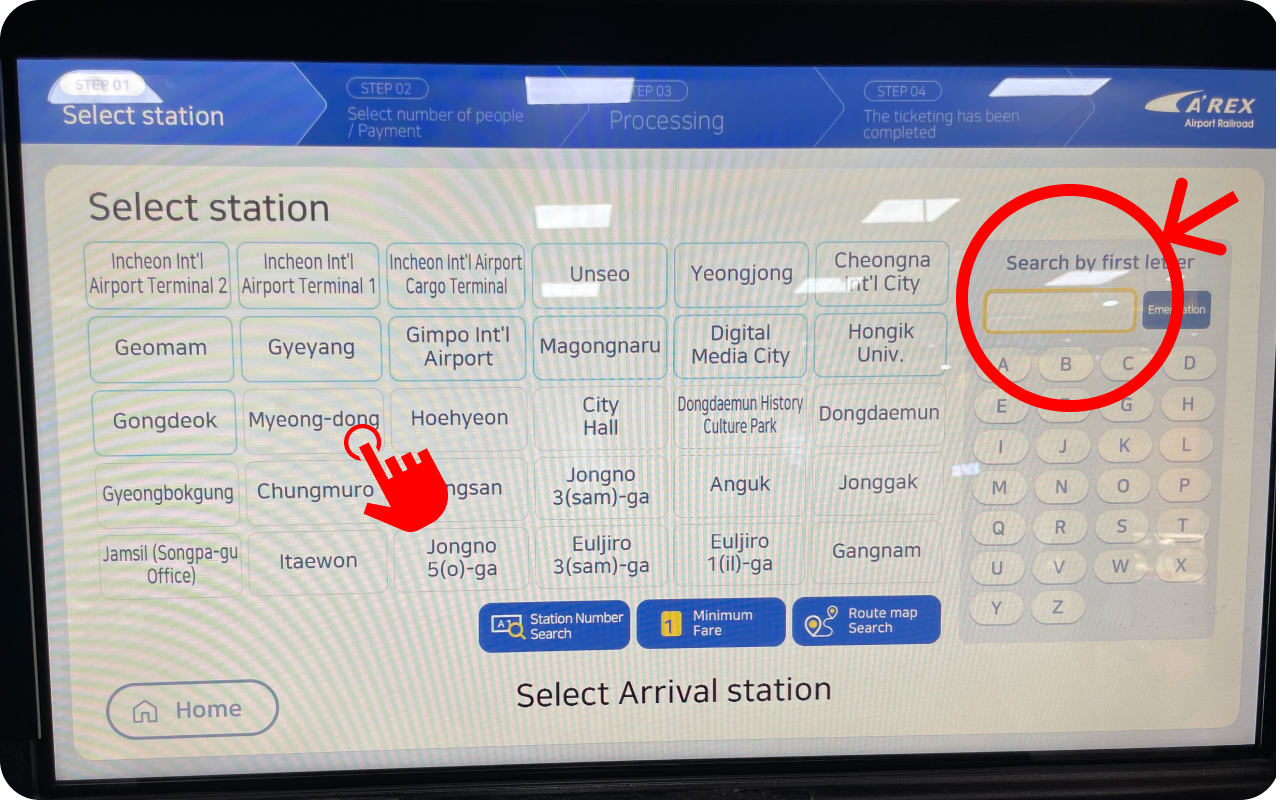 STEP 01
Select station
STEP 02
Select number of people
/ Payment
STEP 03
Processing
STEP 04
The ticketing has been
completed
A'REX
Airport Railroad
Select station
Incheon Int'l
Airport Terminal 2
Incheon Int'l
Airport Terminal 1
Incheon Int'l Airport
Cargo Terminal
Unseo
Yeongjong
Cheongna
Int'l City
Geomam
Gyeyang
Gimpo Int'l
Airport
Magongnaru
Digital
Media City
Hongik
Univ.
Gongdeok
Myeong-dong
Hoehyeon
City
Hall
Dongdaemun History
Culture Park
Dongdaemun
Gyeongbokgung
Chungmuro
Jongno
3(sam)-ga
Anguk
Jonggak
Jamsil (Songpa-gu
Office)
Itaewon
Jongno
5(o)-ga
Euljiro
3(sam)-ga
Euljiro
1(il)-ga
Gangnam
Search by first letter
A B C D
E G H
I J K L
M N O P
Q R S T
U V W X
Y Z
A1
Station Number
Search
1
Minimum
Fare
Route map
Search
Home
Select Arrival station